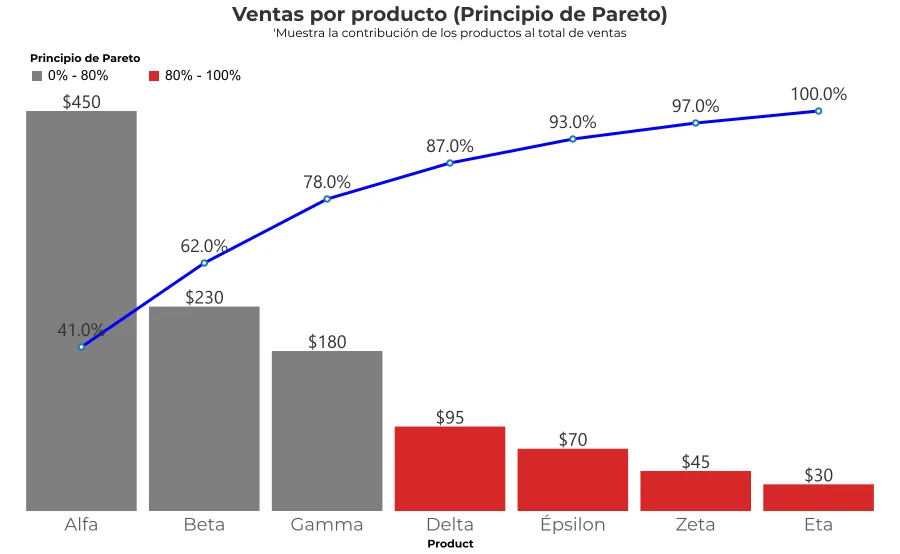 Ventas por producto (Principio de Pareto)
'Muestra la contribución de los productos al total de ventas
Principio de Pareto
0% - 80%
80% - 100%
$450
100.0%
97.0%
93.0%
87.0%
78.0%
62.0%
$230
41.0%
$180
$95
$70
$45
$30
Alfa
Beta
Gamma
Delta
Épsilon
Zeta
Eta
Product